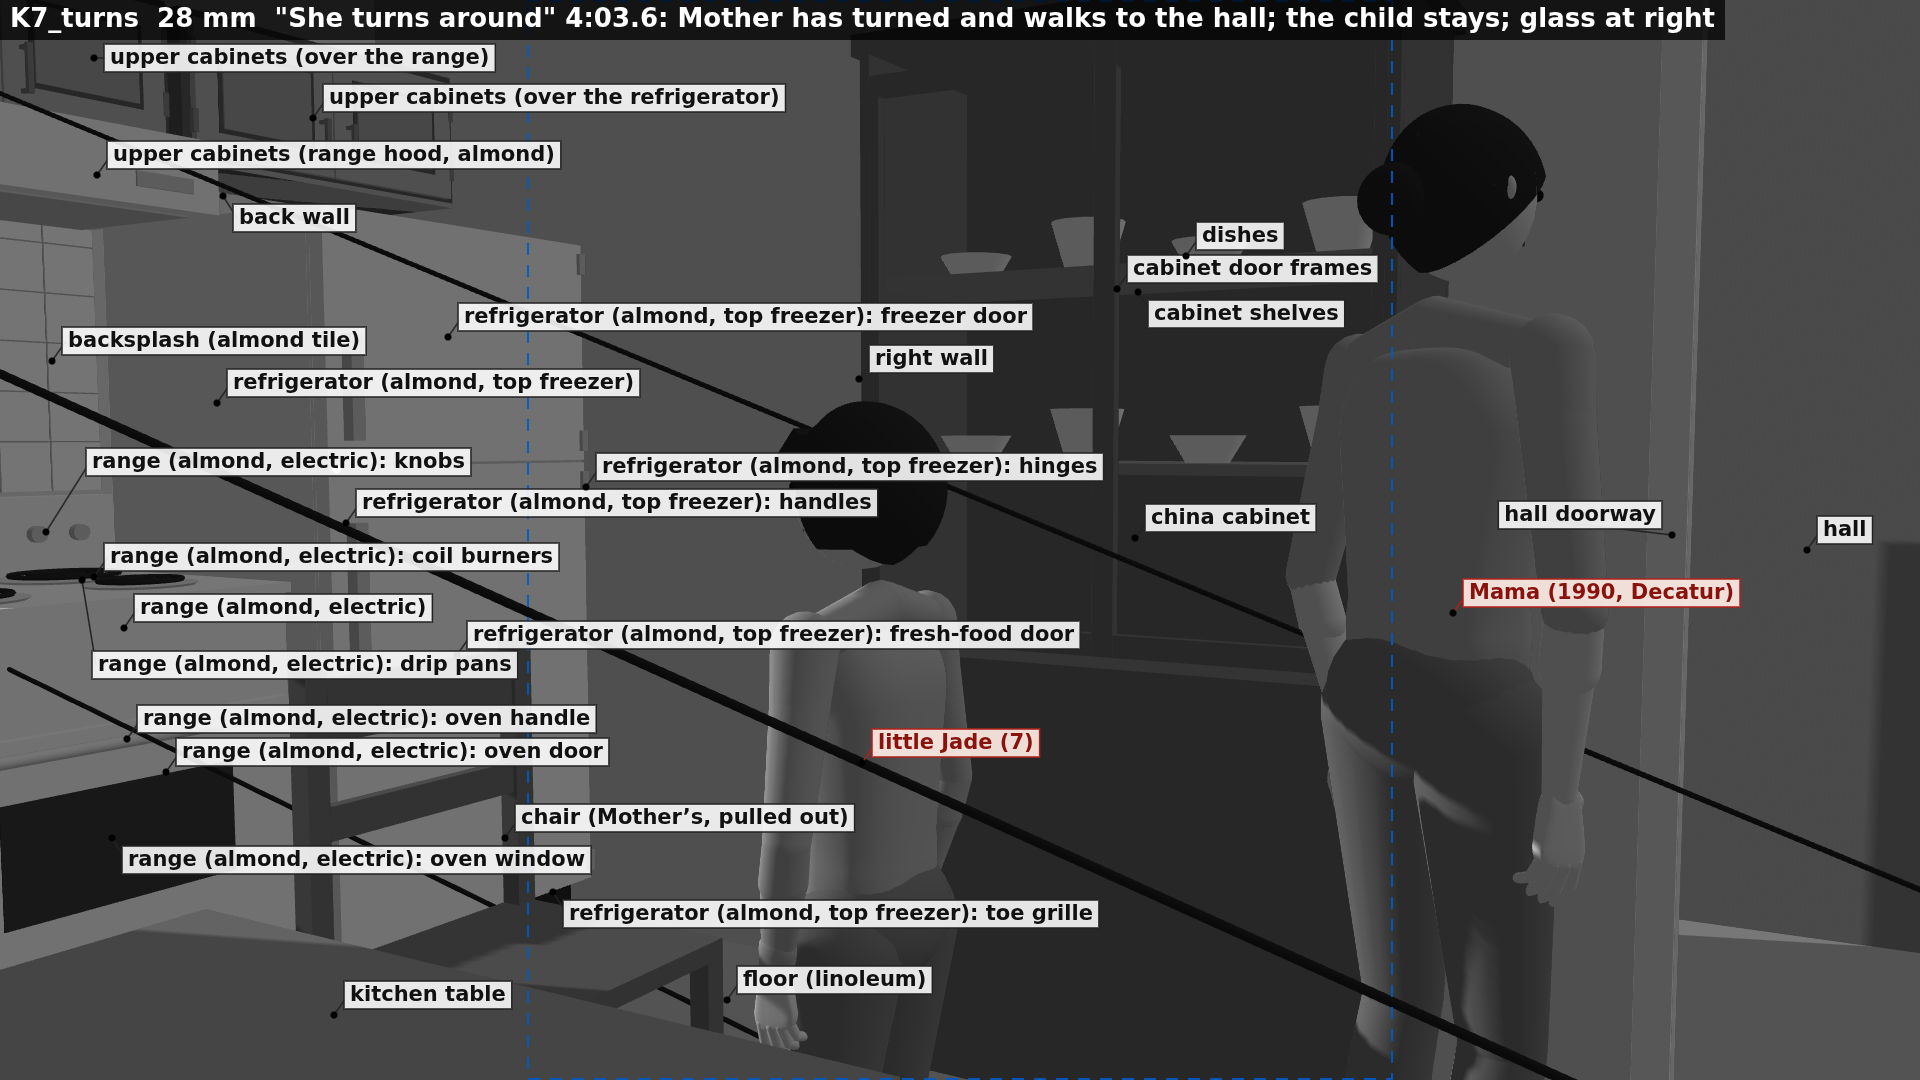 K7_turns 28 mm "She turns around" 4:03.6: Mother has turned and walks to the hall; the child stays; glass at right
upper cabinets (over the range)
upper cabinets (over the refrigerator)
upper cabinets (range hood, almond)
back wall
dishes
cabinet door frames
cabinet shelves
refrigerator (almond, top freezer): freezer door
backsplash (almond tile)
right wall
refrigerator (almond, top freezer)
range (almond, electric): knobs
refrigerator (almond, top freezer): hinges
refrigerator (almond, top freezer): handles
china cabinet
hall doorway
hall
range (almond, electric): coil burners
Mama (1990, Decatur)
range (almond, electric)
refrigerator (almond, top freezer): fresh-food door
range (almond, electric): drip pans
range (almond, electric): oven handle
little Jade (7)
range (almond, electric): oven door
chair (Mother’s, pulled out)
range (almond, electric): oven window
refrigerator (almond, top freezer): toe grille
floor (linoleum)
kitchen table